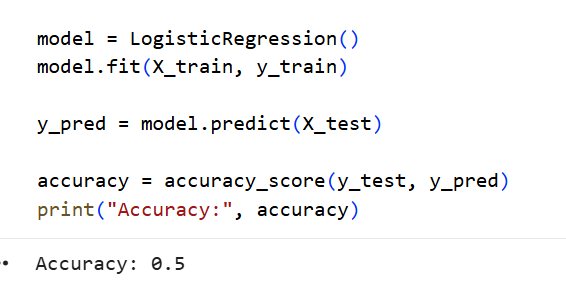 model = LogisticRegression()
model.fit(X_train, y_train)
y_pred = model.predict(X_test)
accuracy = accuracy_score(y_test, y_pred)
print("Accuracy:", accuracy)
Accuracy: 0.5